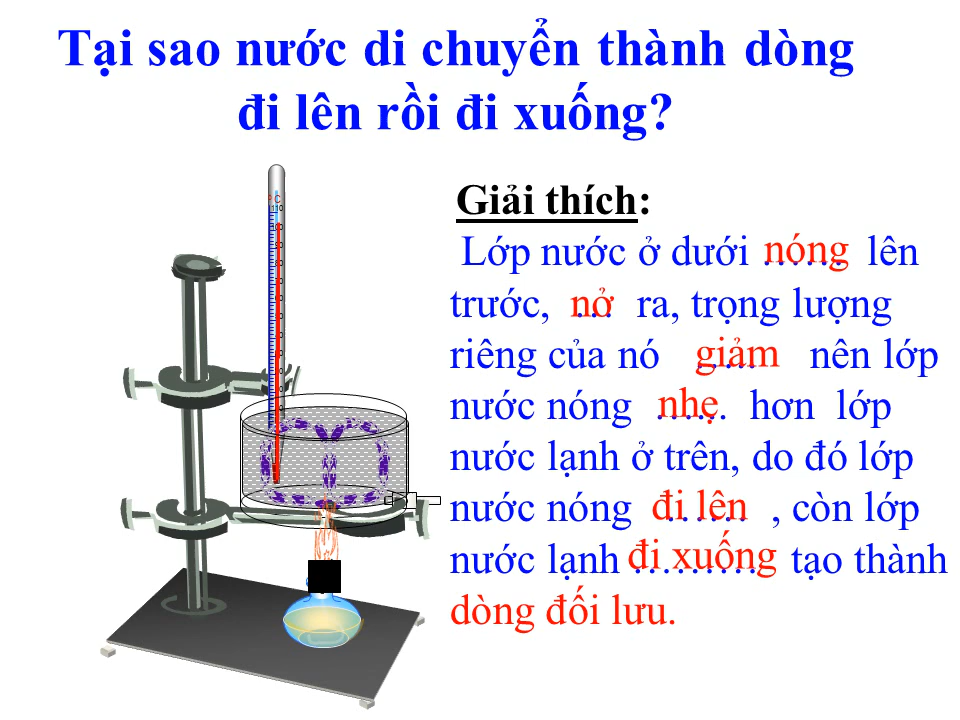 Tại sao nước di chuyển thành dòng
đi lên rồi đi xuống?
Giải thích:
Lớp nước ở dưới nóng lên
trước, nở ra, trọng lượng
riêng của nó giảm nên lớp
nước nóng nhẹ hơn lớp
nước lạnh ở trên, do đó lớp
nước nóng đi lên , còn lớp
nước lạnh đi xuống tạo thành
dòng đối lưu.